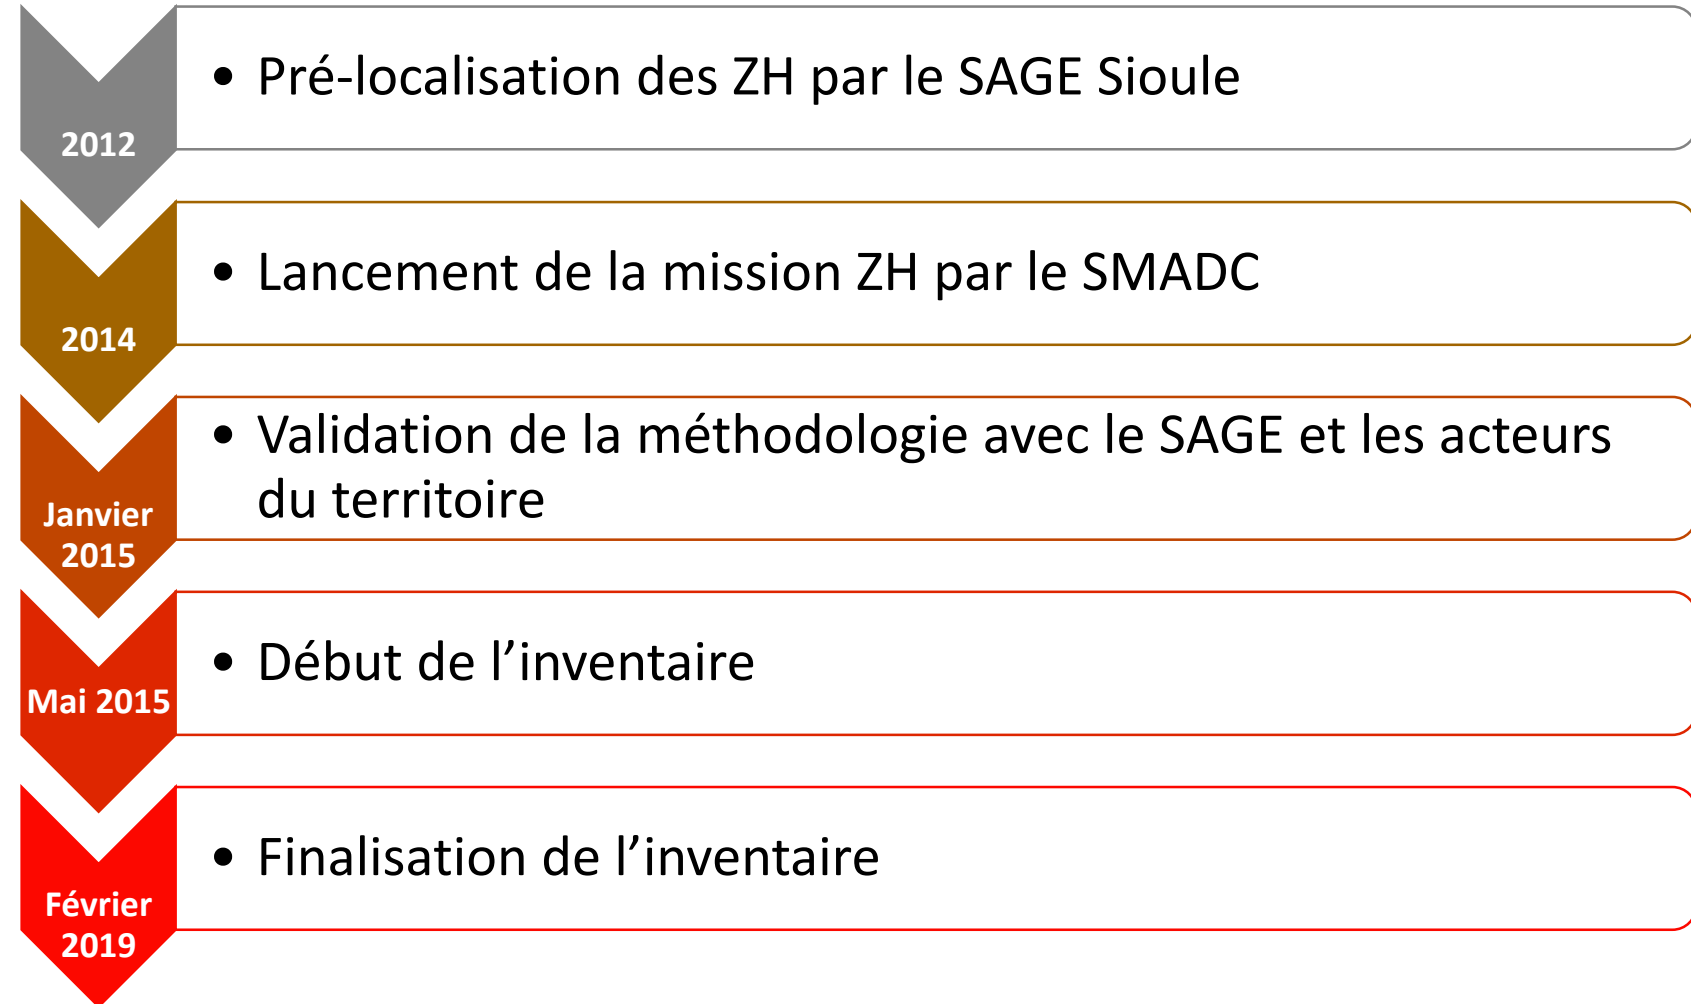 2012
• Pré-localisation des ZH par le SAGE Sioule
2014
• Lancement de la mission ZH par le SMADC
Janvier
2015
• Validation de la méthodologie avec le SAGE et les acteurs
du territoire
Mai 2015
• Début de l’inventaire
Février
2019
• Finalisation de l’inventaire